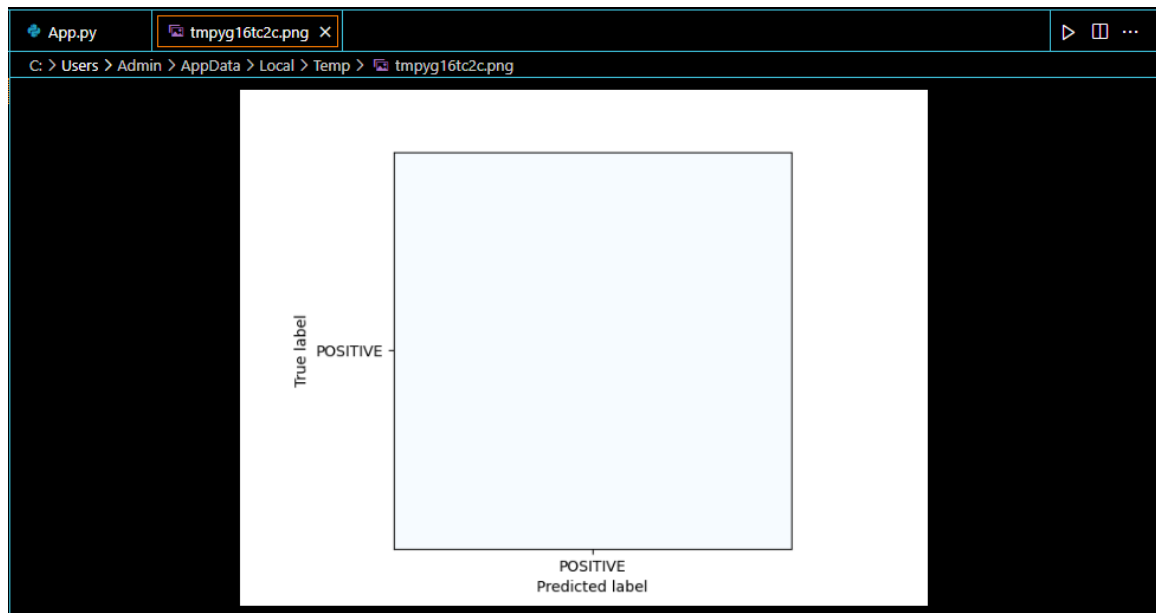 App.py
tmpyg16tc2c.png
C: > Users > Admin > AppData > Local > Temp > tmpyg16tc2c.png
True label
POSITIVE
POSITIVE
Predicted label